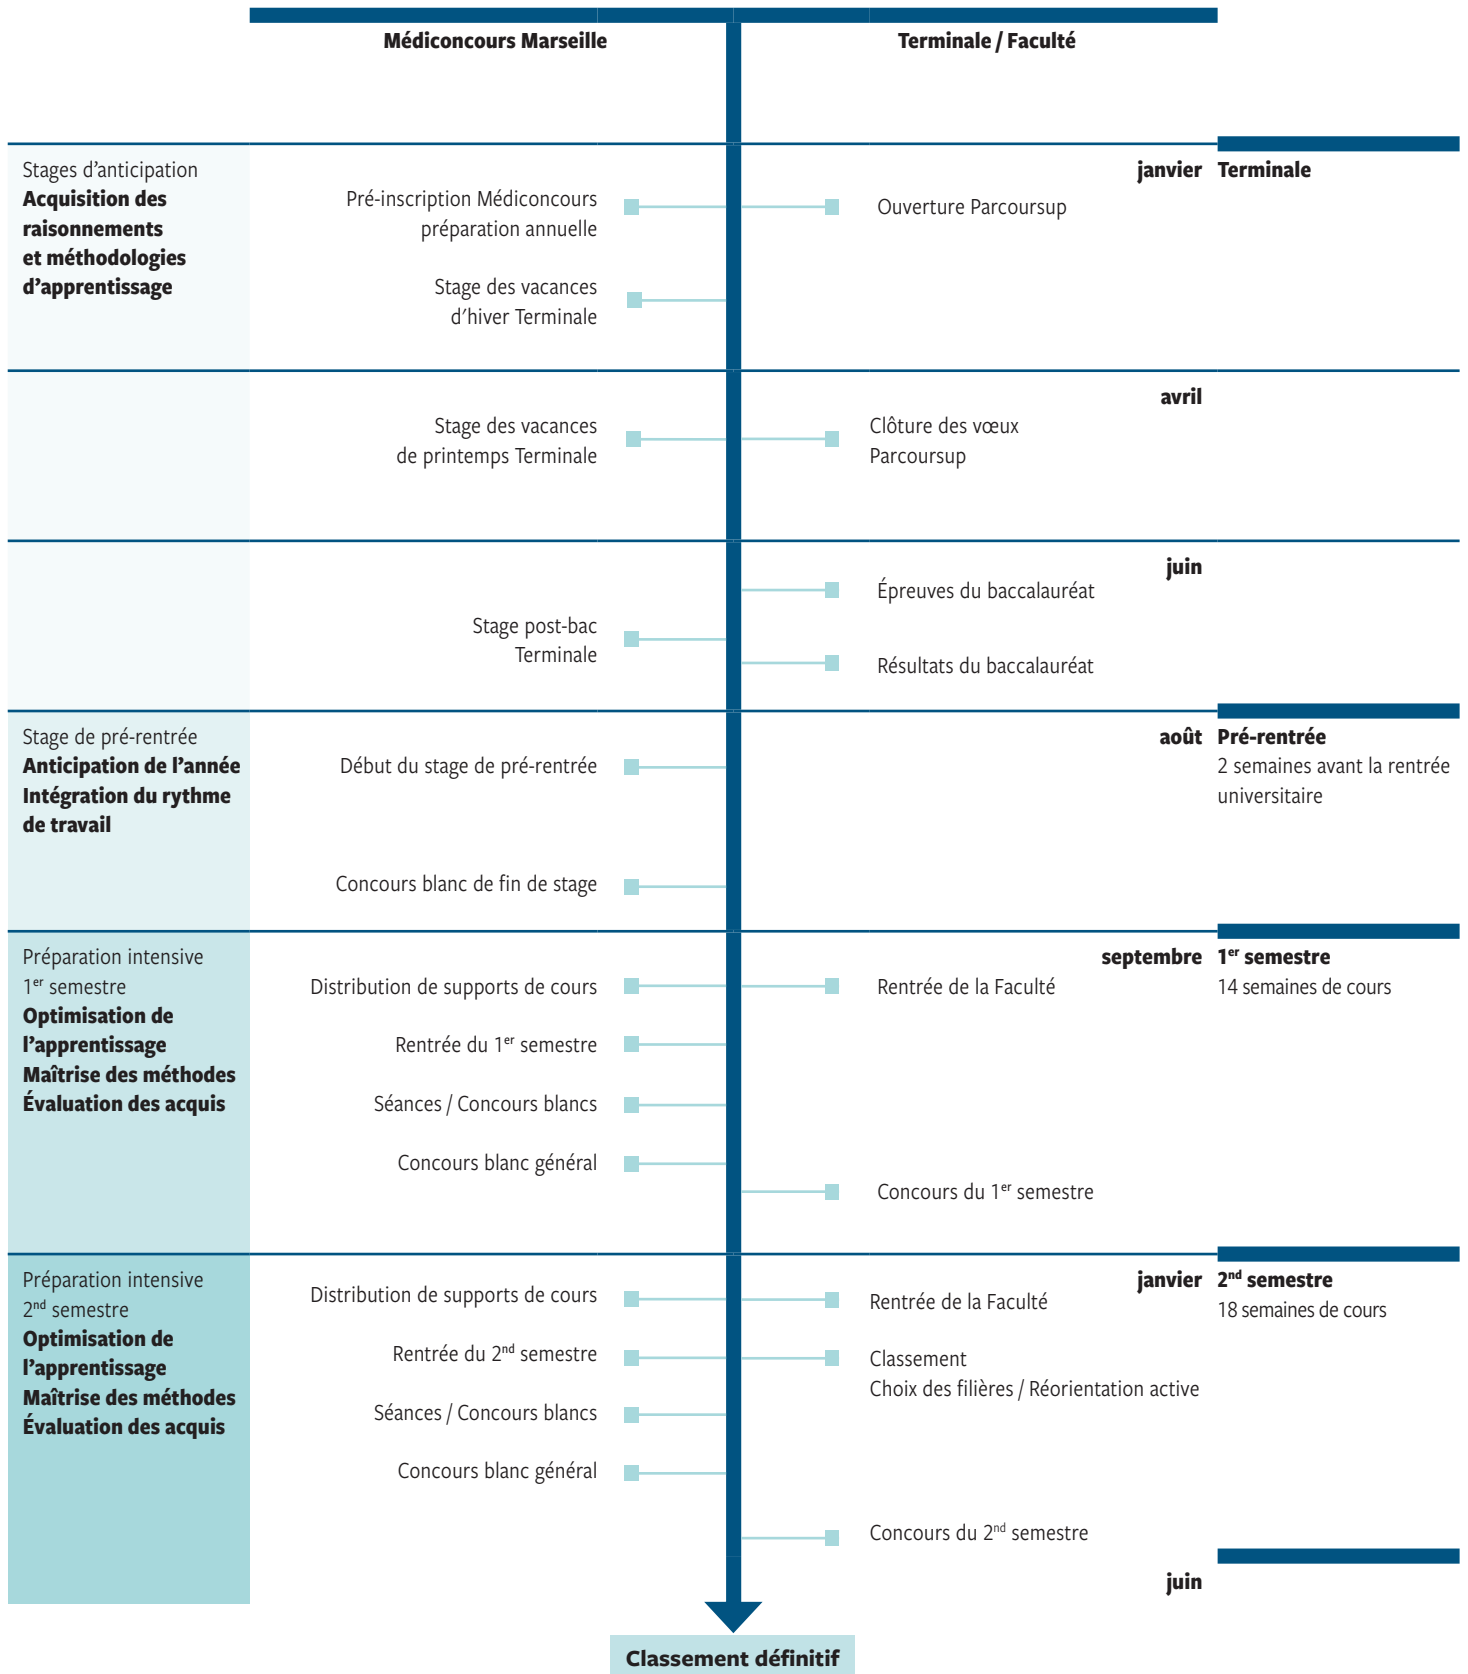 Médiconcours Marseille
Terminale / Faculté
Stages d’anticipation
Acquisition des
raisonnements
et méthodologies
d’apprentissage
Pré-inscription Médiconcours
préparation annuelle
Stage des vacances
d’hiver Terminale
Ouverture Parcoursup
janvier
Terminale
Stage des vacances
de printemps Terminale
Clôture des vœux
Parcoursup
avril
Stage post-bac
Terminale
Épreuves du baccalauréat
Résultats du baccalauréat
juin
Stage de pré-rentrée
Anticipation de l’année
Intégration du rythme
de travail
Début du stage de pré-rentrée
Concours blanc de fin de stage
août
Pré-rentrée
2 semaines avant la rentrée
universitaire
Préparation intensive
1er semestre
Optimisation de
l’apprentissage
Maîtrise des méthodes
Évaluation des acquis
Distribution de supports de cours
Rentrée du 1er semestre
Séances / Concours blancs
Concours blanc général
Rentrée de la Faculté
Concours du 1er semestre
septembre
1er semestre
14 semaines de cours
Préparation intensive
2nd semestre
Optimisation de
l’apprentissage
Maîtrise des méthodes
Évaluation des acquis
Distribution de supports de cours
Rentrée du 2nd semestre
Séances / Concours blancs
Concours blanc général
Rentrée de la Faculté
Classement
Choix des filières / Réorientation active
Concours du 2nd semestre
janvier
2nd semestre
18 semaines de cours
juin
Classement définitif